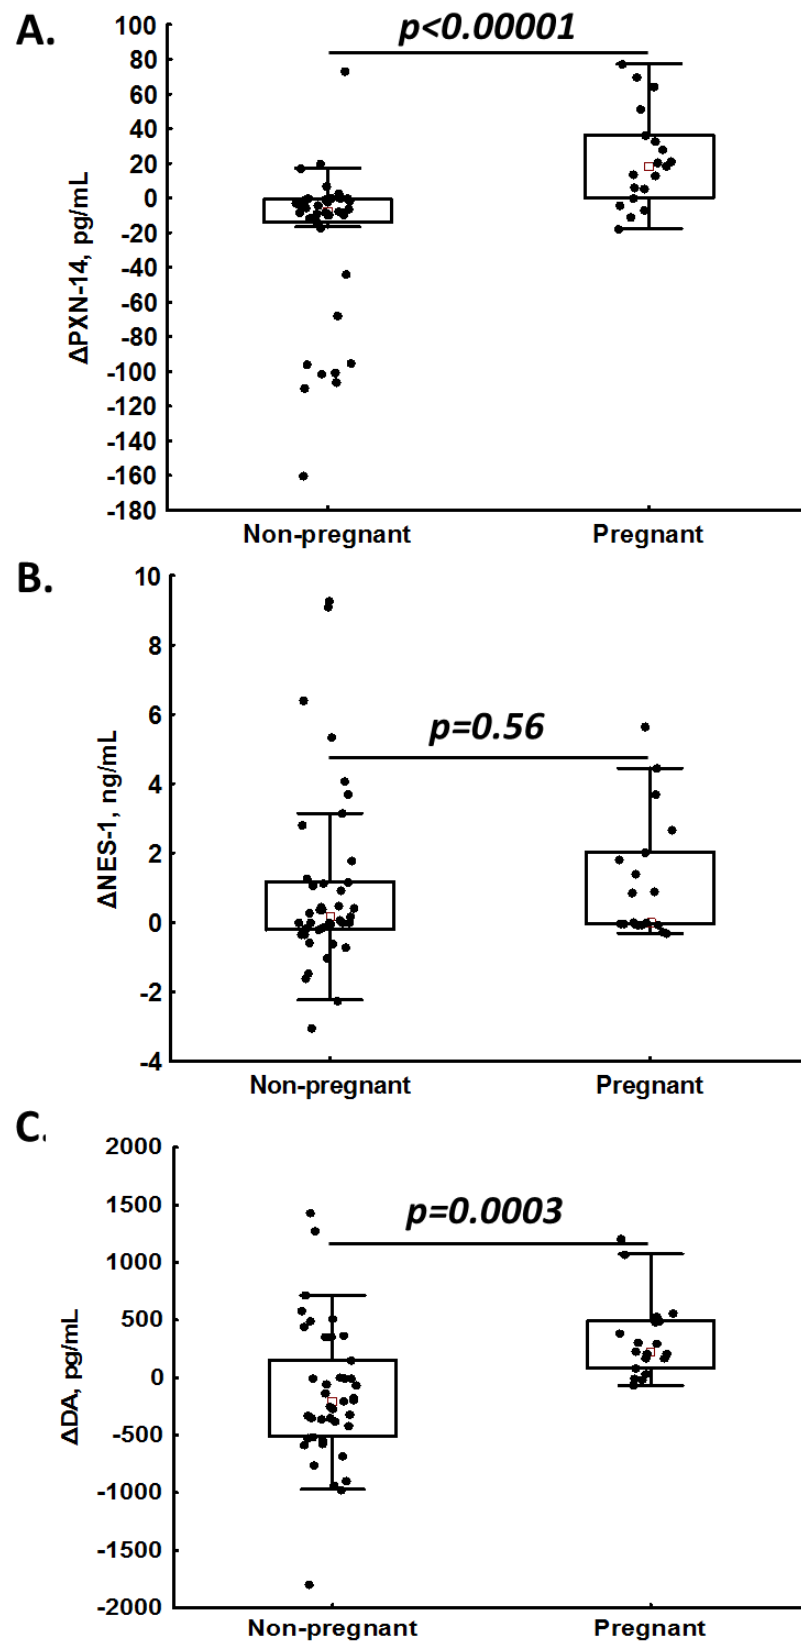 A.
p<0.00001
100
80
60
40
20
0
-20
-40
-60
-80
-100
-120
-140
-160
-180
ΔPXN-14, pg/mL
Non-pregnant Pregnant
B.
p=0.56
10
8
6
4
2
0
-2
-4
ΔNES-1, ng/mL
Non-pregnant Pregnant
C.
p=0.0003
2000
1500
1000
500
0
-500
-1000
-1500
-2000
ΔDA, pg/mL
Non-pregnant Pregnant